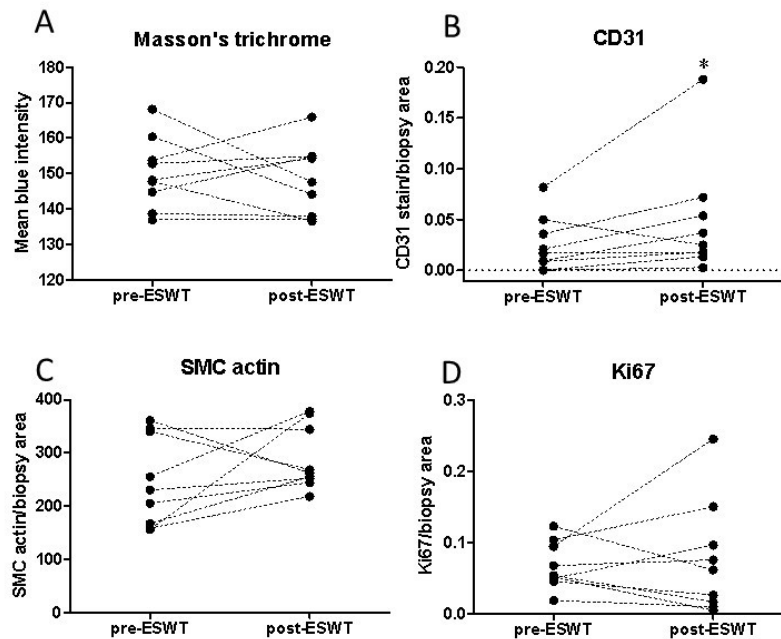 A
Masson's trichrome
Mean blue intensity
180
170
160
150
140
130
120
pre-ESWT post-ESWT
B
CD31
*
CD31 stain/biopsy area
0.20
0.15
0.10
0.05
0.00
pre-ESWT post-ESWT
C
SMC actin
SMC actin/biopsy area
400
300
200
100
0
pre-ESWT post-ESWT
D
Ki67
Ki67/biopsy area
0.3
0.2
0.1
0.0
pre-ESWT post-ESWT